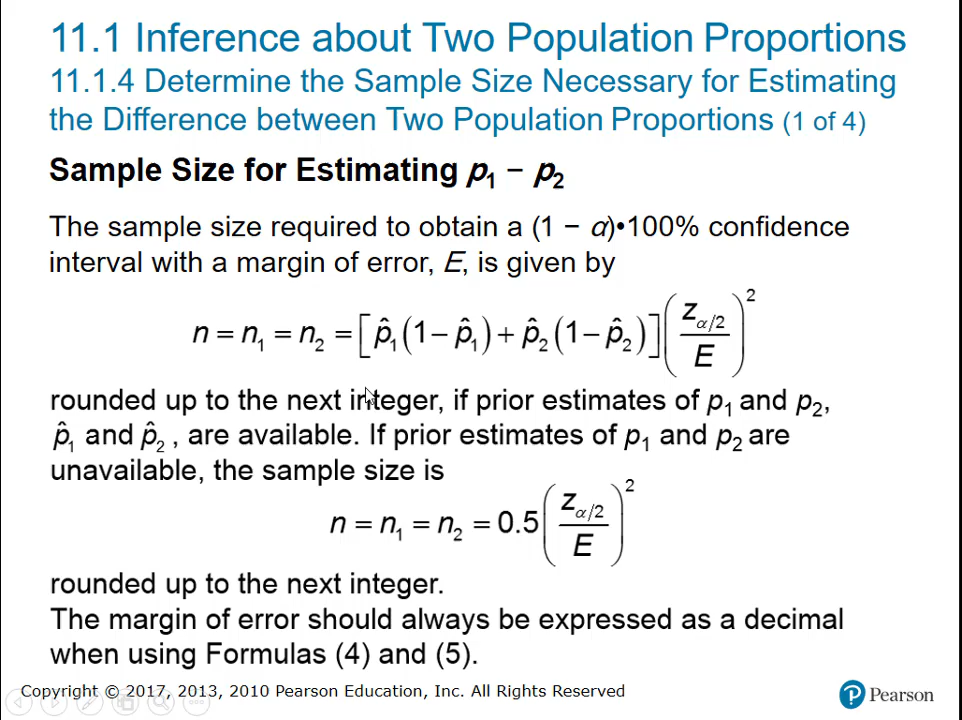 11.1 Inference about Two Population Proportions
11.1.4 Determine the Sample Size Necessary for Estimating
the Difference between Two Population Proportions (1 of 4)
Sample Size for Estimating p₁ − p₂
The sample size required to obtain a (1 − α)•100% confidence
interval with a margin of error, E, is given by
n = n₁ = n₂ = [p̂₁(1 − p̂₁) + p̂₂(1 − p̂₂)](z_α/2 / E)²
rounded up to the next integer, if prior estimates of p₁ and p₂,
p̂₁ and p̂₂ , are available. If prior estimates of p₁ and p₂ are
unavailable, the sample size is
n = n₁ = n₂ = 0.5(z_α/2 / E)²
rounded up to the next integer.
The margin of error should always be expressed as a decimal
when using Formulas (4) and (5).
Copyright © 2017, 2013, 2010 Pearson Education, Inc. All Rights Reserved
P Pearson